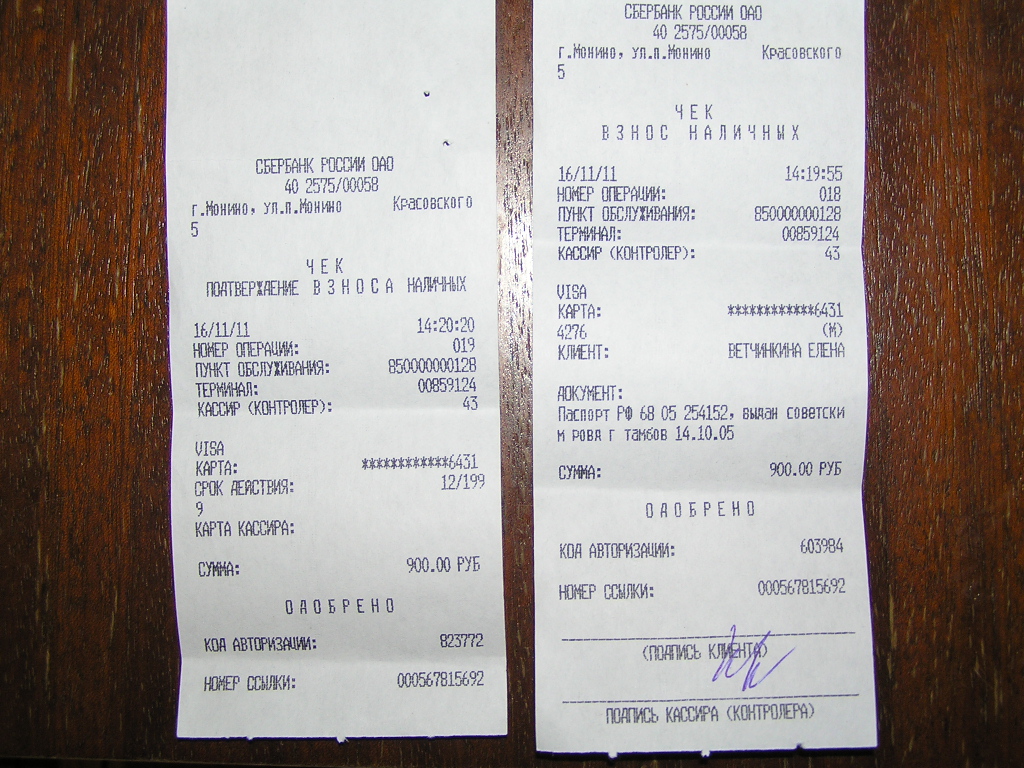 СБЕРБАНК РОССИИ ОАО
40 2575/00058
г.Монино, ул.п.Монино Красовского
5
ЧЕК
ПОДТВЕРЖДЕНИЕ ВЗНОСА НАЛИЧНЫХ
16/11/11 14:20:20
НОМЕР ОПЕРАЦИИ: 019
ПУНКТ ОБСЛУЖИВАНИЯ: 850000000128
ТЕРМИНАЛ: 00859124
КАССИР (КОНТРОЛЕР): 43
VISA
КАРТА: ************6431
СРОК ДЕЙСТВИЯ: 12/199
9
КАРТА КАССИРА:
СУММА: 900.00 РУБ
ОДОБРЕНО
КОД АВТОРИЗАЦИИ: 823772
НОМЕР ССЫЛКИ: 000567815692
СБЕРБАНК РОССИИ ОАО
40 2575/00058
г.Монино, ул.п.Монино Красовского
5
ЧЕК
ВЗНОС НАЛИЧНЫХ
16/11/11 14:19:55
НОМЕР ОПЕРАЦИИ: 018
ПУНКТ ОБСЛУЖИВАНИЯ: 850000000128
ТЕРМИНАЛ: 00859124
КАССИР (КОНТРОЛЕР): 43
VISA
КАРТА: ************6431
4276 (M)
КЛИЕНТ: ВЕТЧИНКИНА ЕЛЕНА
ДОКУМЕНТ:
Паспорт РФ 68 05 254152, выдан советски
м ровд г тамбов 14.10.05
СУММА: 900.00 РУБ
ОДОБРЕНО
КОД АВТОРИЗАЦИИ: 603984
НОМЕР ССЫЛКИ: 000567815692
(ПОДПИСЬ КЛИЕНТА)
ПОДПИСЬ КАССИРА (КОНТРОЛЕРА)